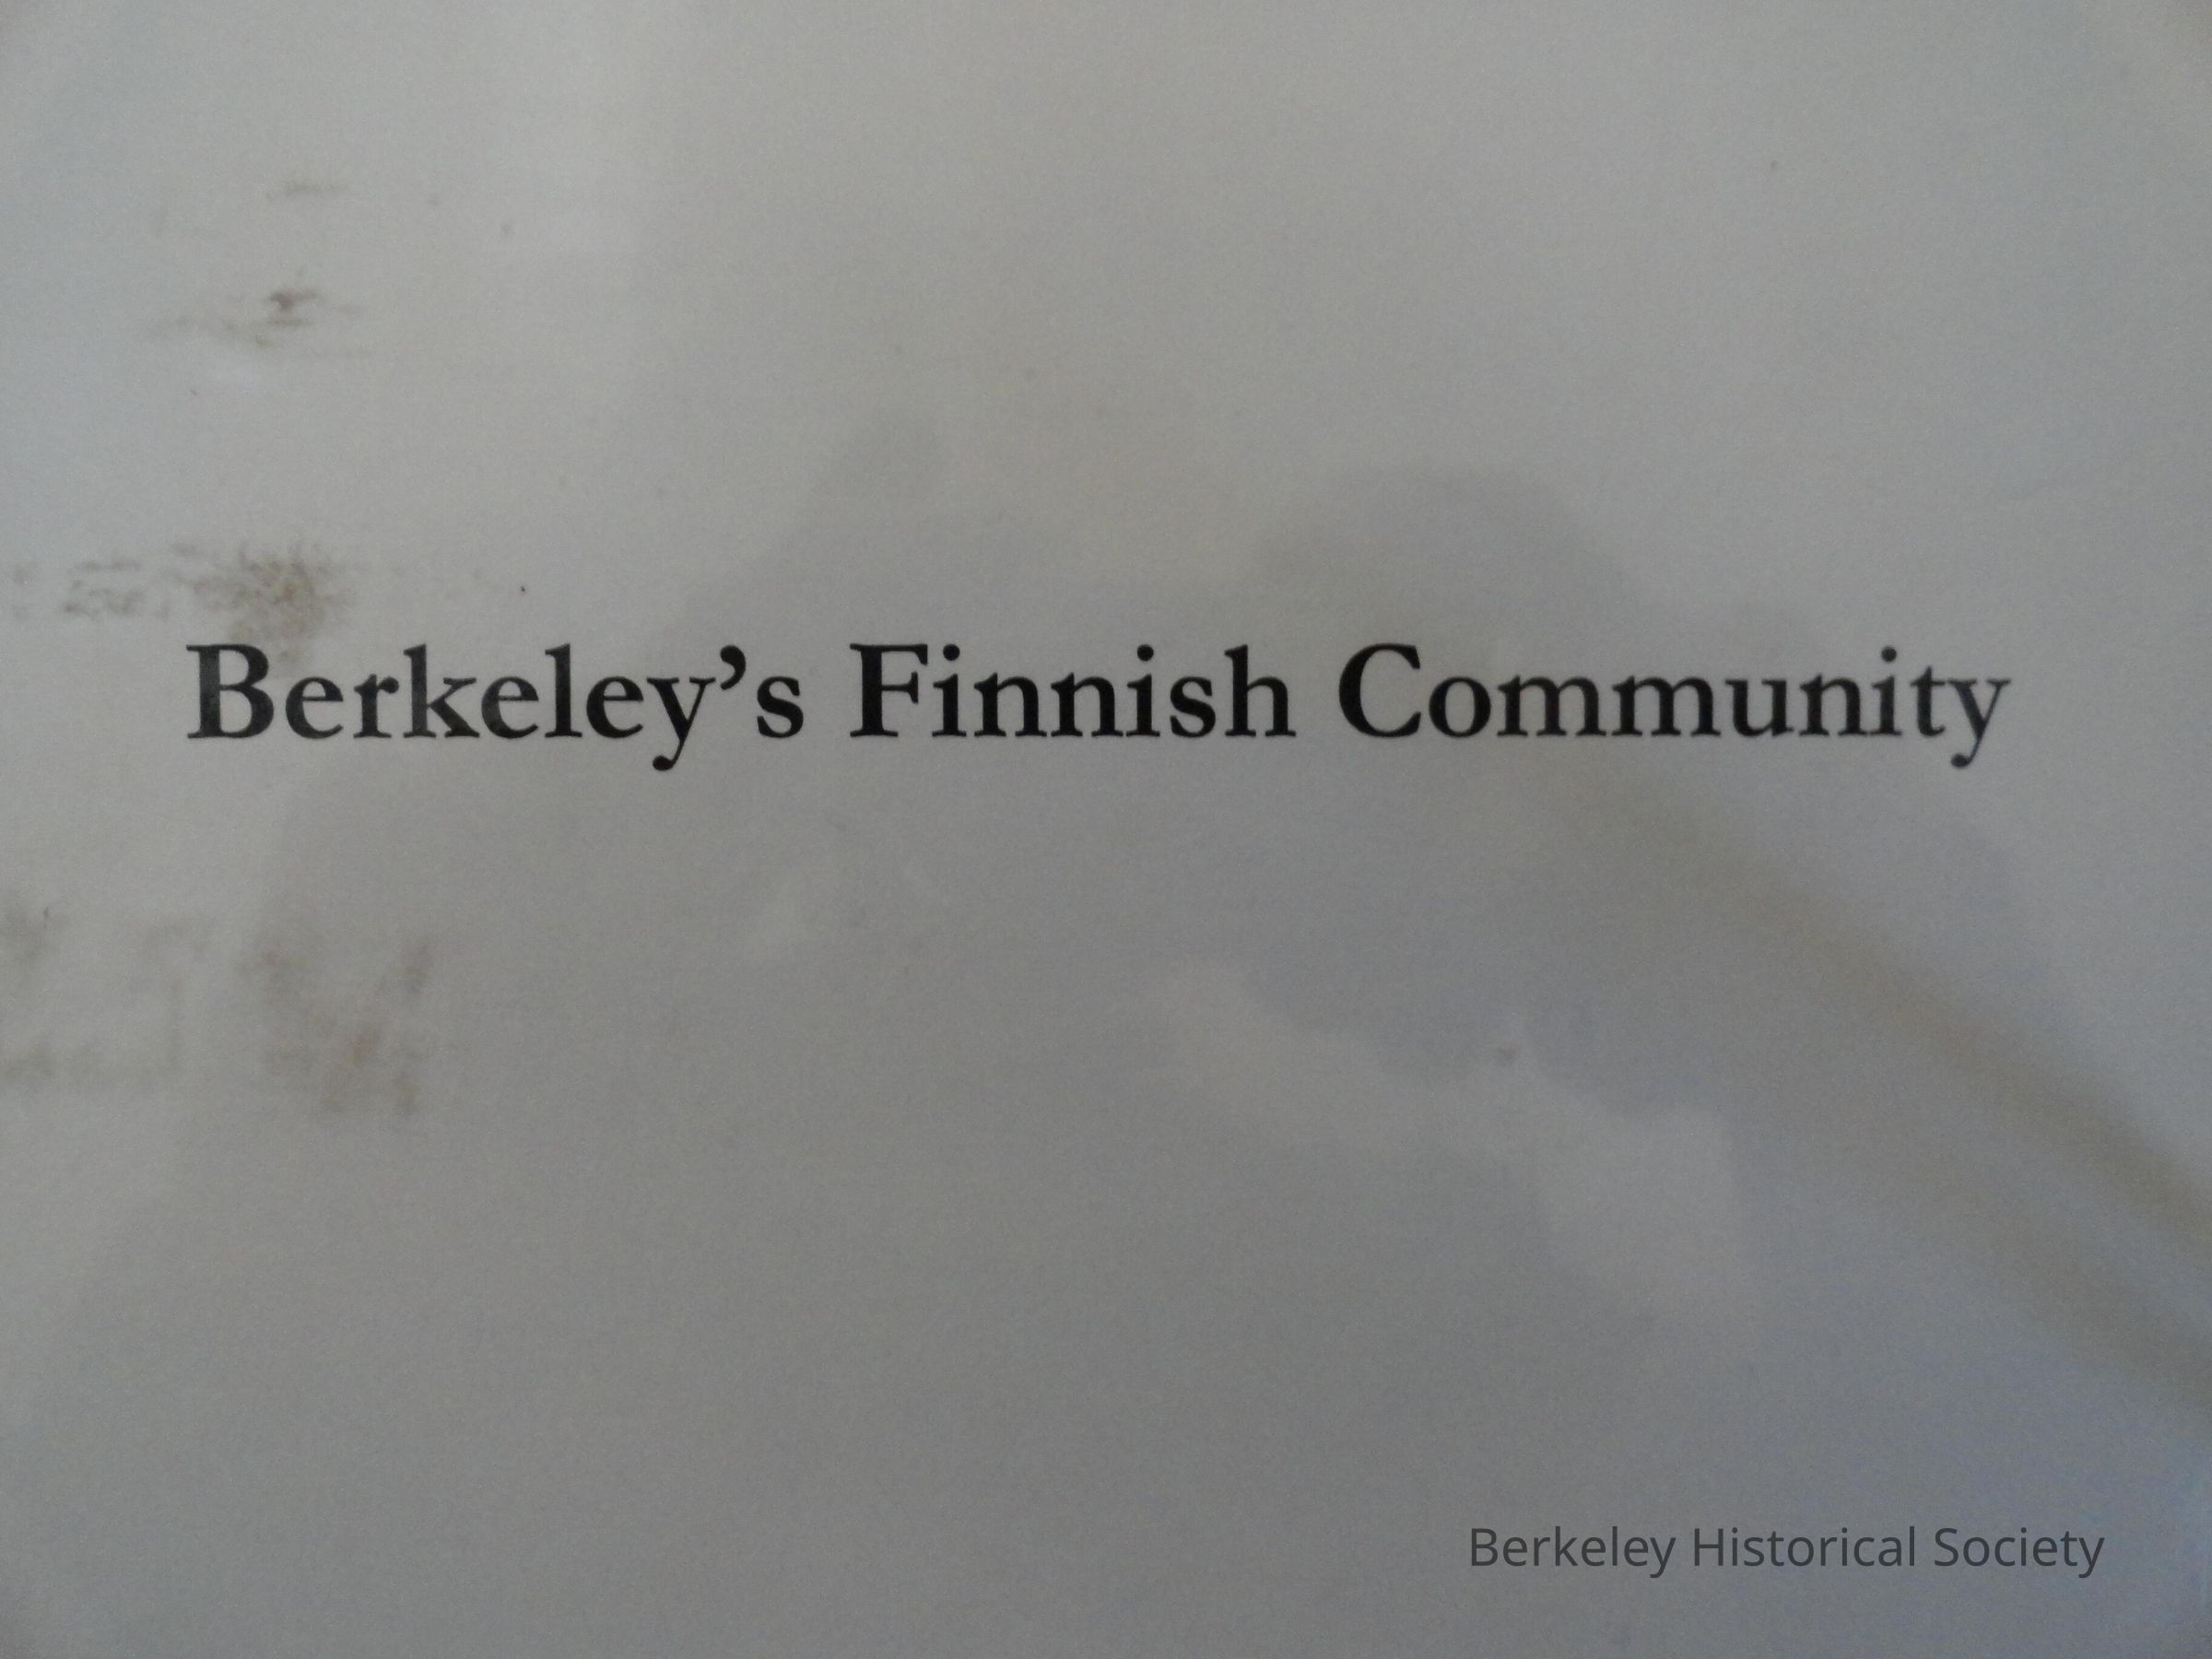 Berkeley’s Finnish Community
Berkeley Historical Society